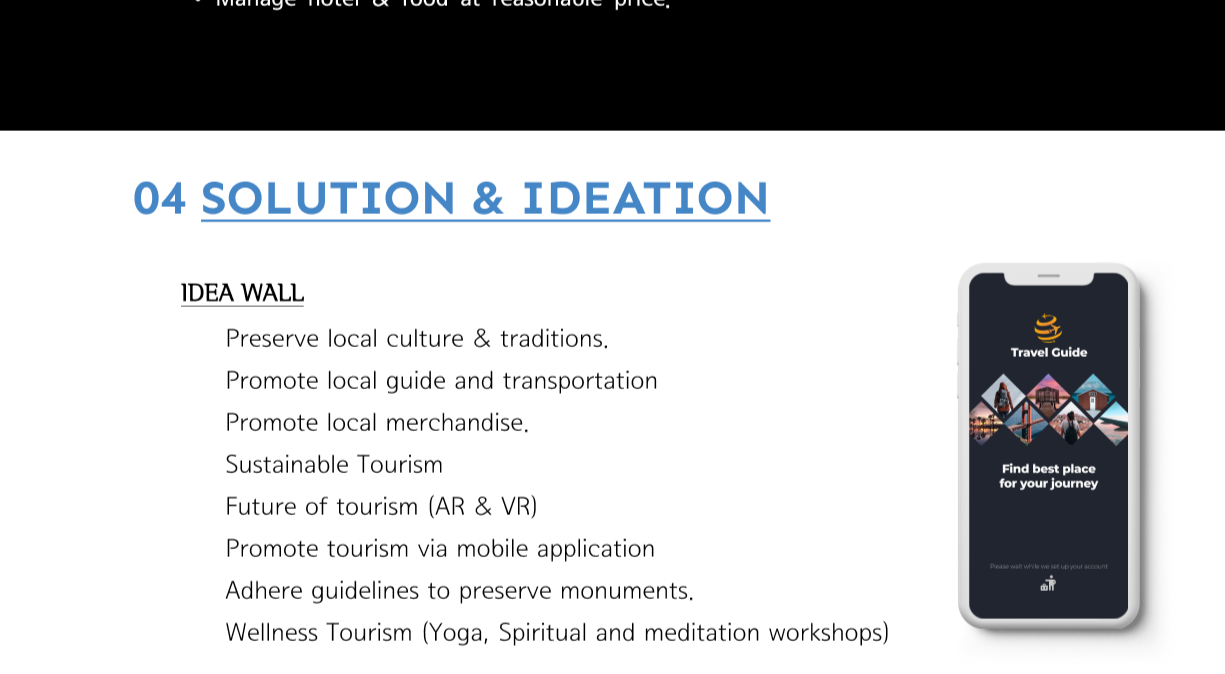 • Manage hotel & food at reasonable price.
04 SOLUTION & IDEATION
IDEA WALL
Preserve local culture & traditions.
Promote local guide and transportation
Promote local merchandise.
Sustainable Tourism
Future of tourism (AR & VR)
Promote tourism via mobile application
Adhere guidelines to preserve monuments.
Wellness Tourism (Yoga, Spiritual and meditation workshops)
Travel Guide
Find best place
for your journey
Please wait while we set up your account